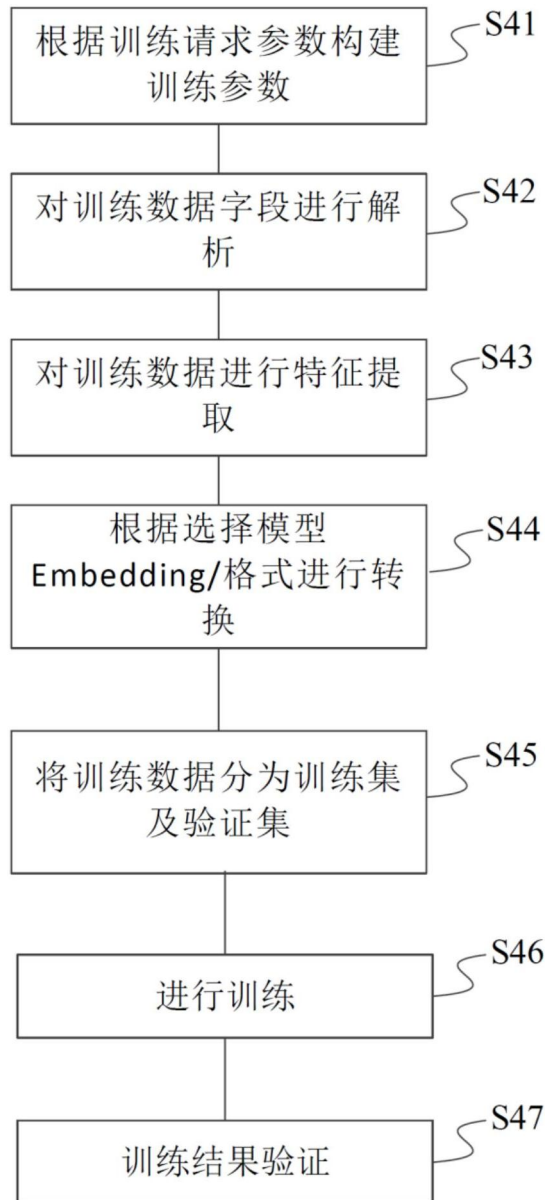 根据训练请求参数构建
训练参数
S41
对训练数据字段进行解
析
S42
对训练数据进行特征提
取
S43
根据选择模型
Embedding/格式进行转
换
S44
将训练数据分为训练集
及验证集
S45
进行训练
S46
训练结果验证
S47